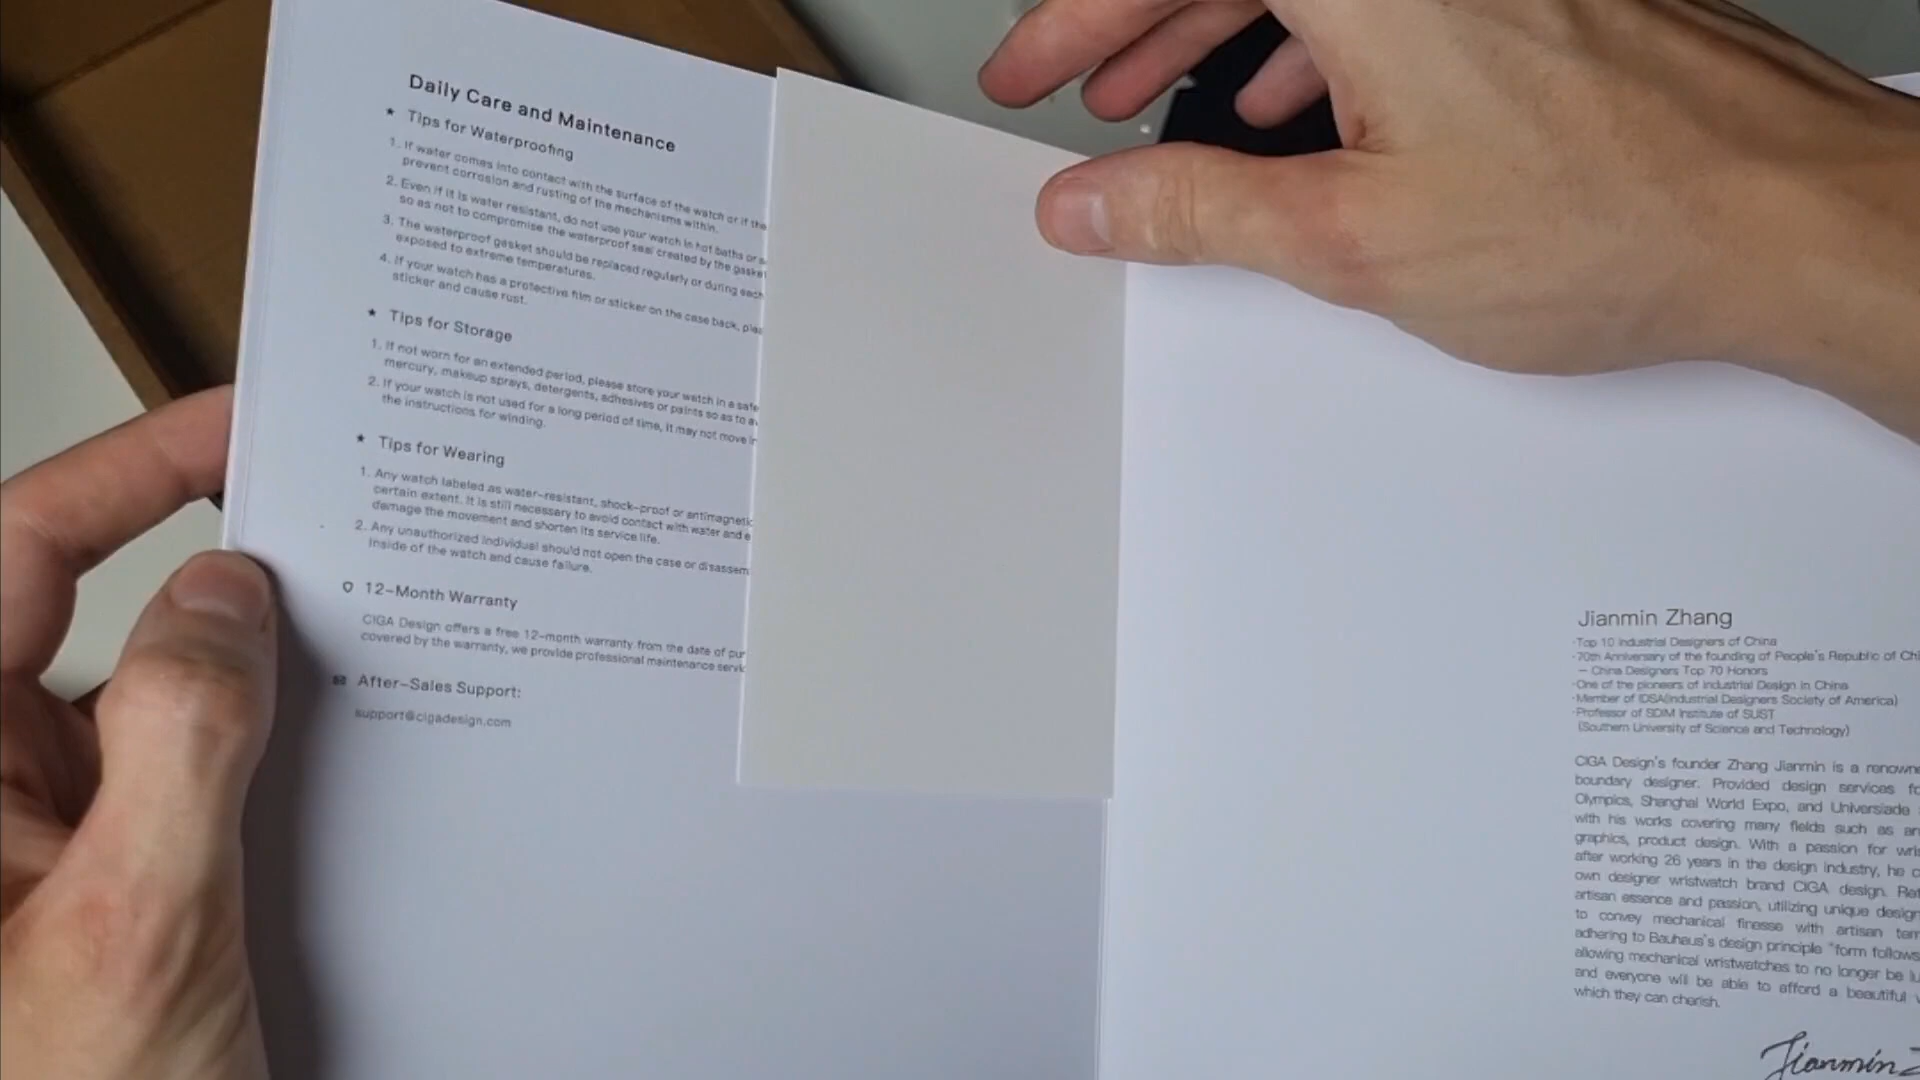 Daily Care and Maintenance
★ Tips for Waterproofing
1. If water comes into contact with the surface of the watch or if the
prevent corrosion and rusting of the mechanisms within.
2. Even if it is water resistant, do not use your watch in hot baths or
so as not to compromise the waterproof seal created by the gasket
3. The waterproof gasket should be replaced regularly or during each
exposed to extreme temperatures.
4. If your watch has a protective film or sticker on the case back,
sticker and cause rust.
★ Tips for Storage
1. If not worn for an extended period, please store your watch in a safe
mercury, makeup sprays, detergents, adhesives or paints so as to
2. If your watch is not used for a long period of time, it may not move
the instructions for winding.
★ Tips for Wearing
1. Any watch labeled as water-resistant, shock-proof or antimagnetic
certain extent. It is still necessary to avoid contact with water and
damage the movement and shorten its service life.
2. Any unauthorized individual should not open the case or
inside of the watch and cause failure.
12-Month Warranty
CIGA Design offers a free 12-month warranty from the date of
covered by the warranty, we provide professional maintenance
After-Sales Support:
support@cigadesign.com
Jianmin Zhang
·Top 10 Industrial Designers of China
·70th Anniversary of the founding of People's Republic of
— China Designers Top 70 Honors
·One of the pioneers of Industrial Design in China
·Member of IDSA(Industrial Designers Society of America)
·Professor of SDIM Institute of SUST
(Southern University of Science and Technology)
CIGA Design's founder Zhang Jianmin is a
boundary designer. Provided design services
Olympics, Shanghai World Expo, and Universiade
with his works covering many fields such as
graphics, product design. With a passion for
after working 26 years in the design industry, he
own designer wristwatch brand CIGA design.
artisan essence and passion, utilizing unique
to convey mechanical finesse with artisan
adhering to Bauhaus's design principle "form follows
allowing mechanical wristwatches to no longer be
and everyone will be able to afford a beautiful
which they can cherish.
Jianmin